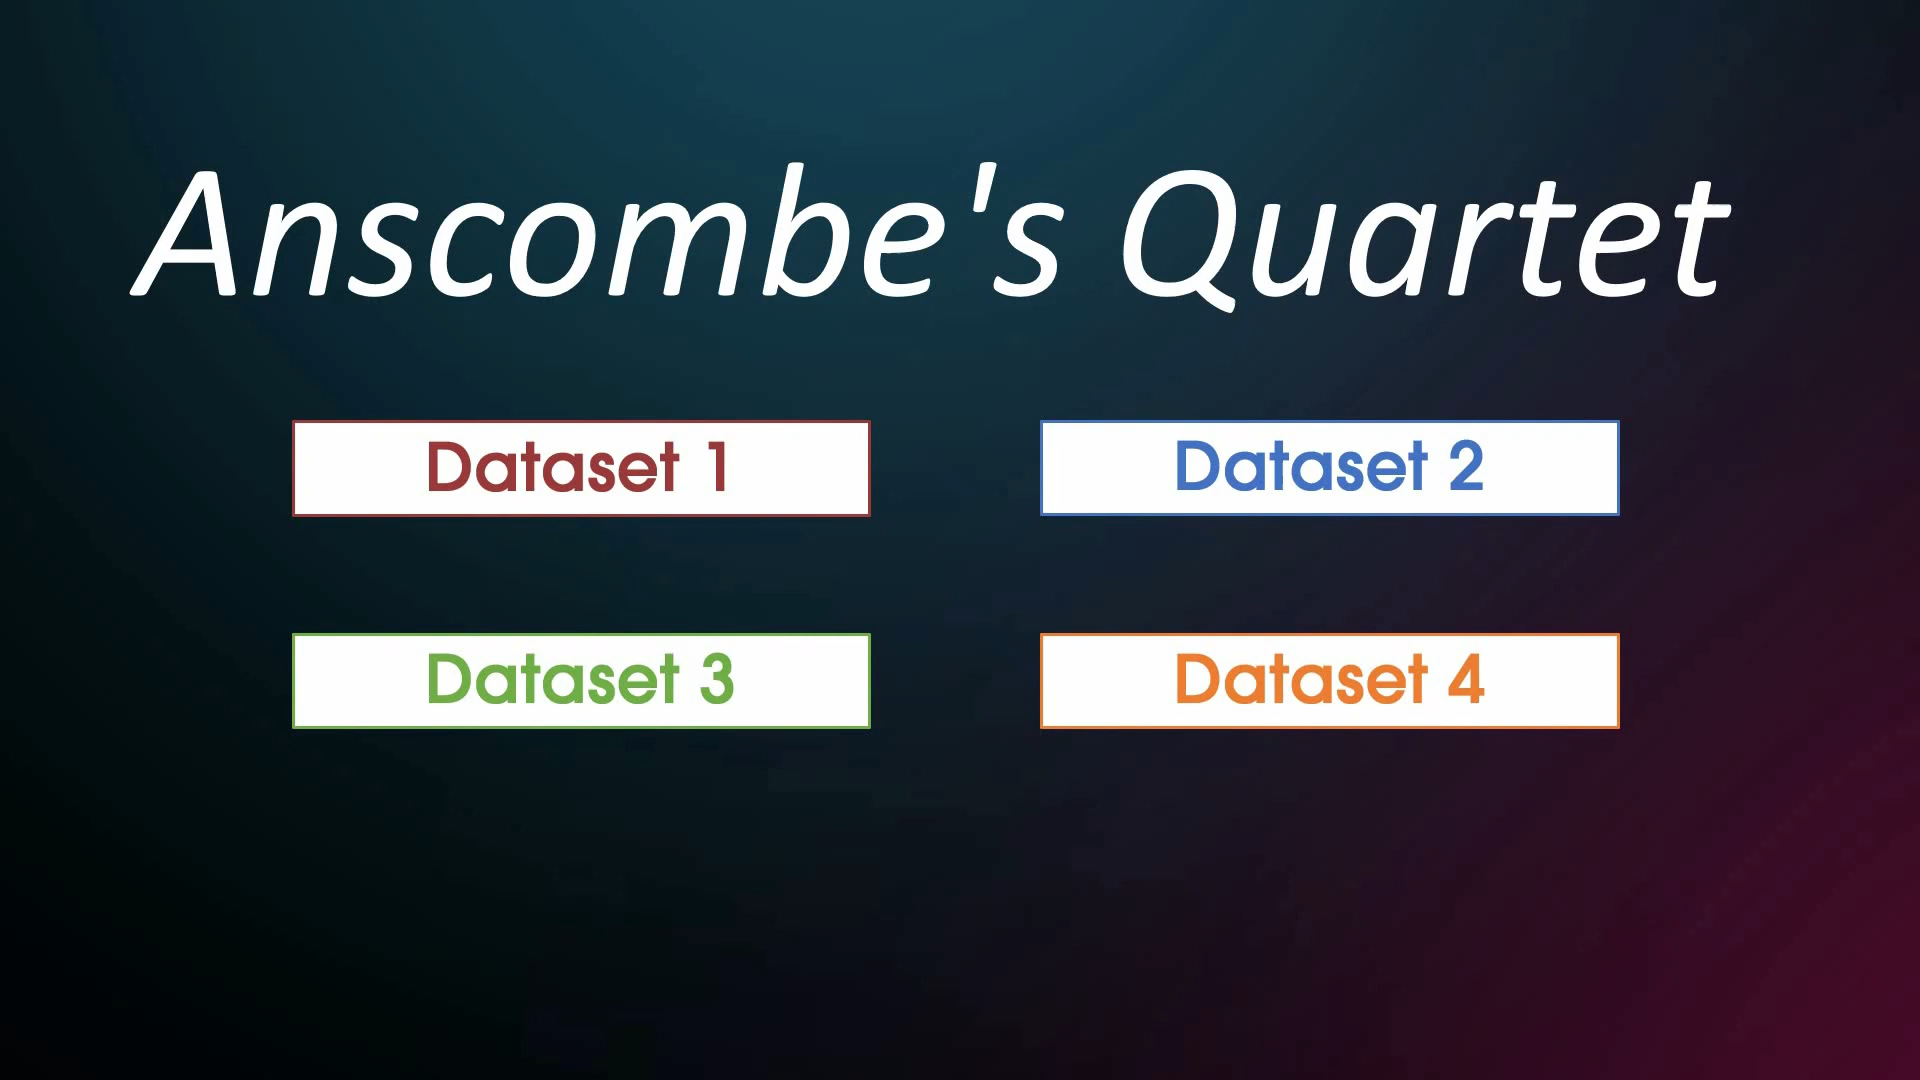 Anscombe's Quartet
Dataset 1
Dataset 2
Dataset 3
Dataset 4